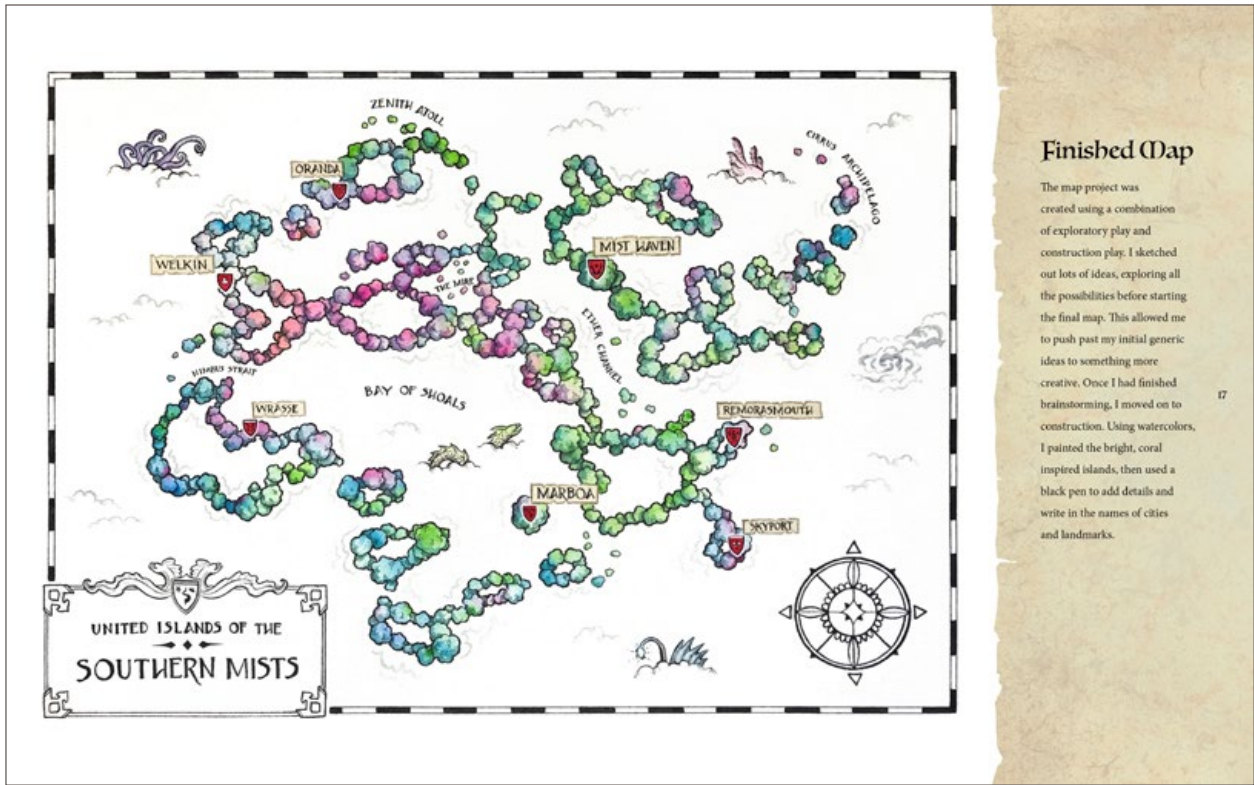 ZENITH ATOLL
CIRRUS ARCHIPELAGO
ORANDA
MIST HAVEN
WELKIN
THE MIRE
ETHER CHANNEL
NIMBUS STRAIT
BAY OF SHOALS
WRASSE
REMORASMOUTH
MARBOA
SKYPORT
UNITED ISLANDS OF THE
SOUTHERN MISTS
Finished Map
The map project was
created using a combination
of exploratory play and
construction play. I sketched
out lots of ideas, exploring all
the possibilities before starting
the final map. This allowed me
to push past my initial generic
ideas to something more
creative. Once I had finished
brainstorming, I moved on to
construction. Using watercolors,
I painted the bright, coral
inspired islands, then used a
black pen to add details and
write in the names of cities
and landmarks.
17